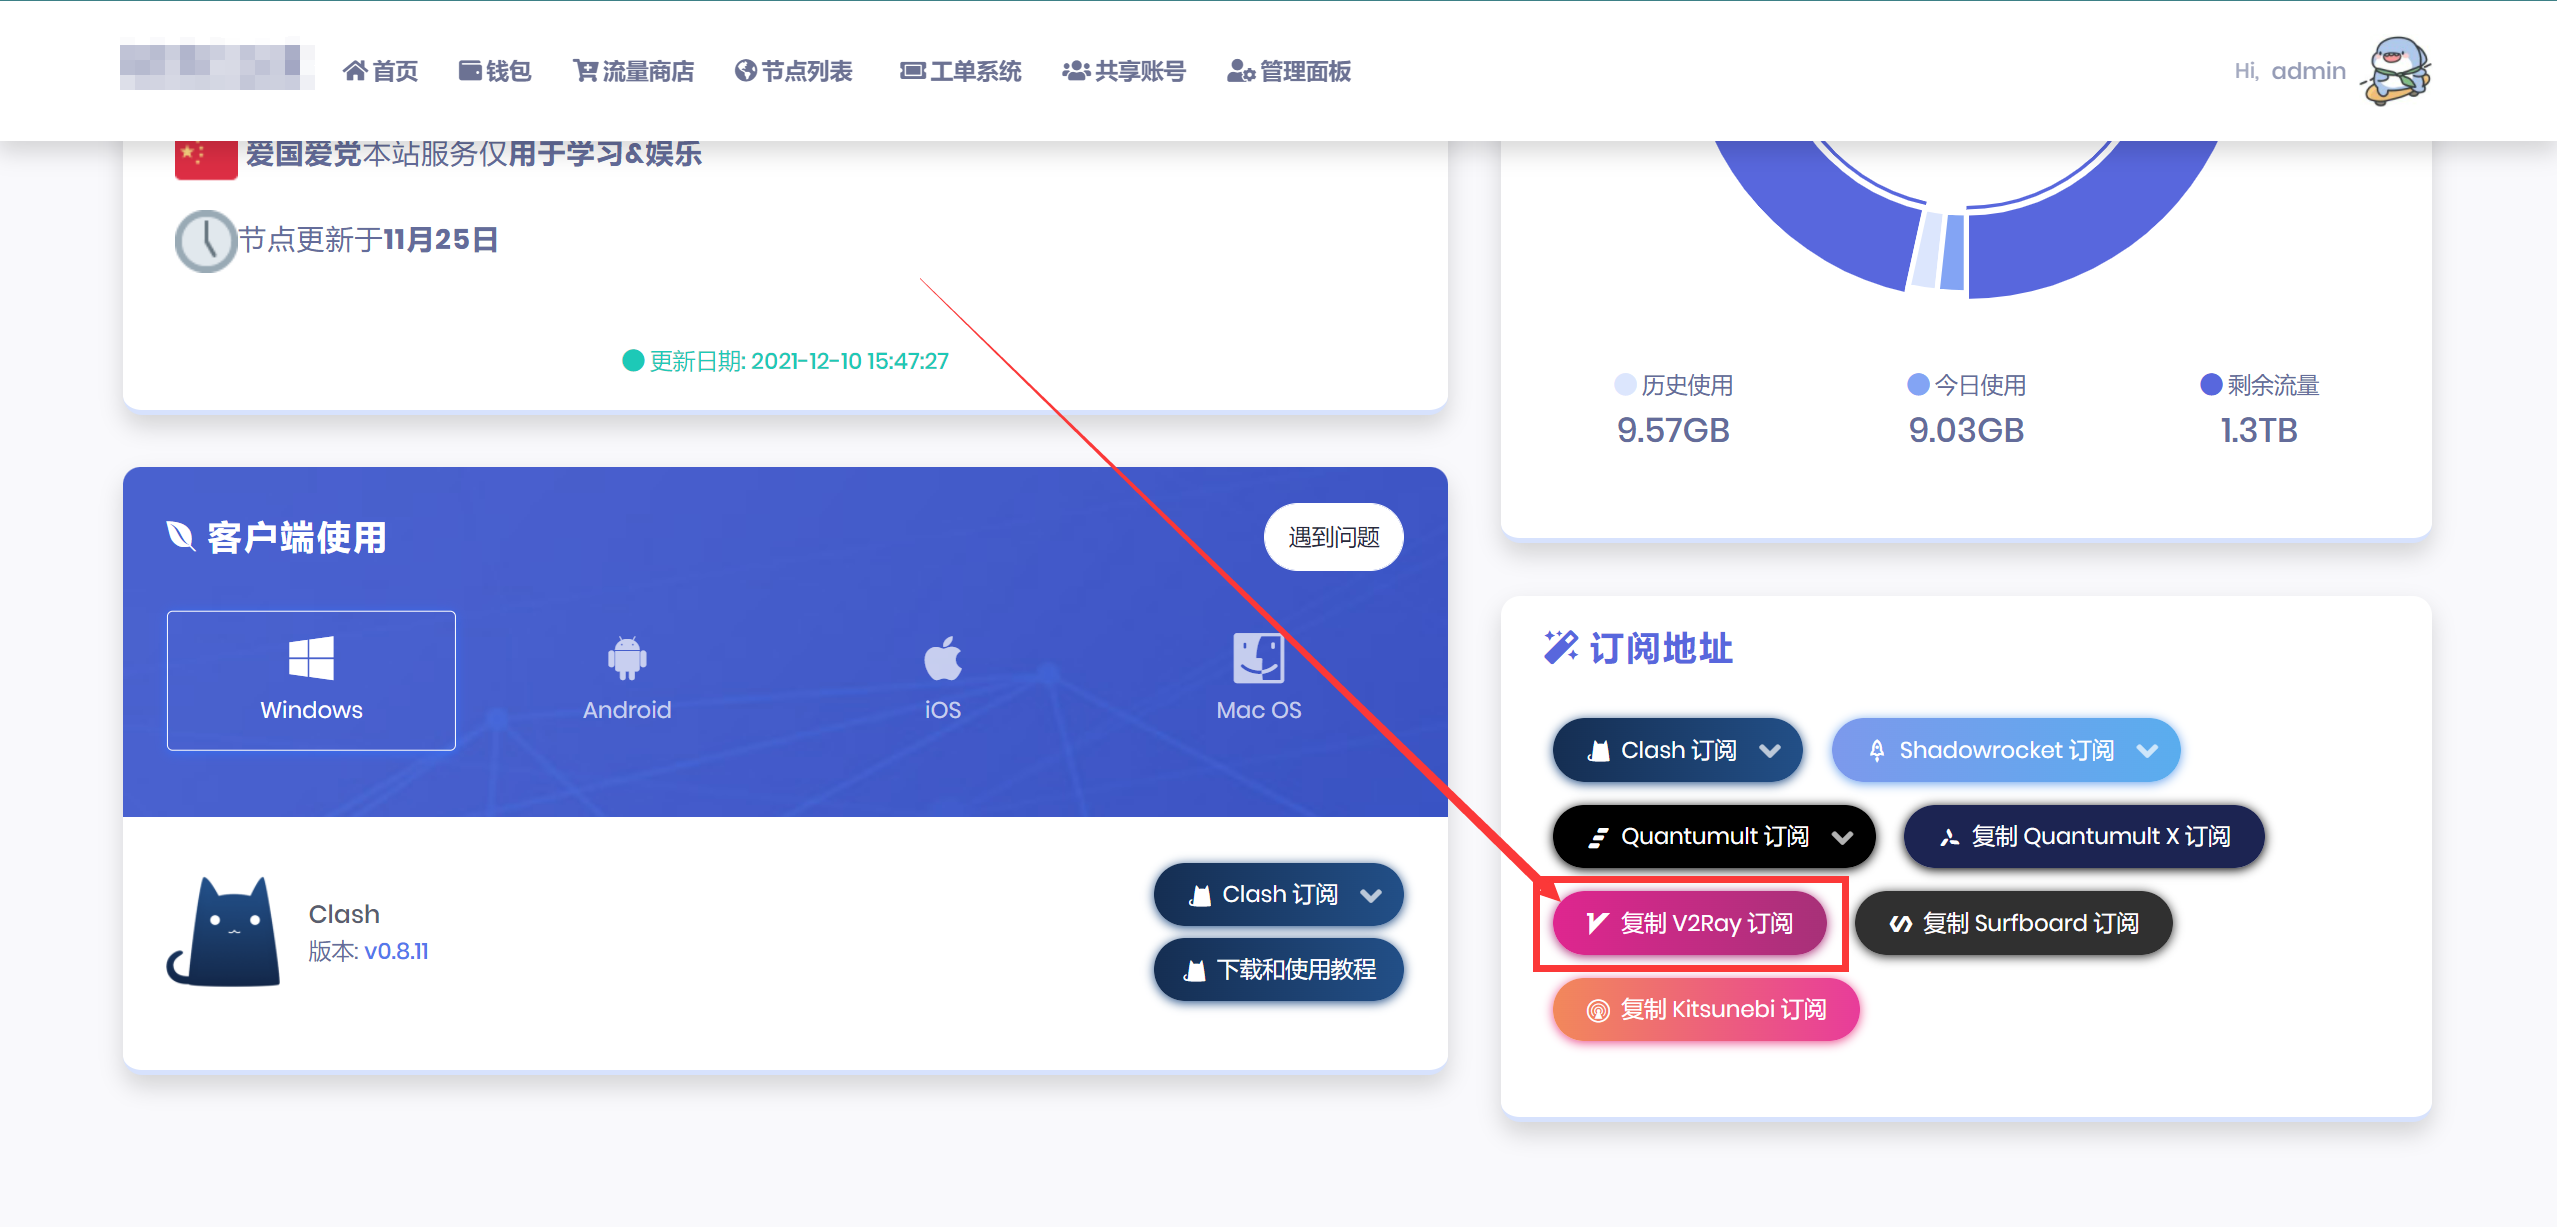 首页 钱包 流量商店 节点列表 工单系统 共享账号 管理面板 Hi, admin
爱国爱党本站服务仅用于学习&娱乐
节点更新于11月25日
更新日期: 2021-12-10 15:47:27
历史使用 今日使用 剩余流量
9.57GB 9.03GB 1.3TB
客户端使用 遇到问题
Windows Android iOS Mac OS
Clash
版本: v0.8.11
Clash 订阅
下载和使用教程
订阅地址
Clash 订阅 Shadowrocket 订阅
Quantumult 订阅 复制 Quantumult X 订阅
复制 V2Ray 订阅 复制 Surfboard 订阅
复制 Kitsunebi 订阅